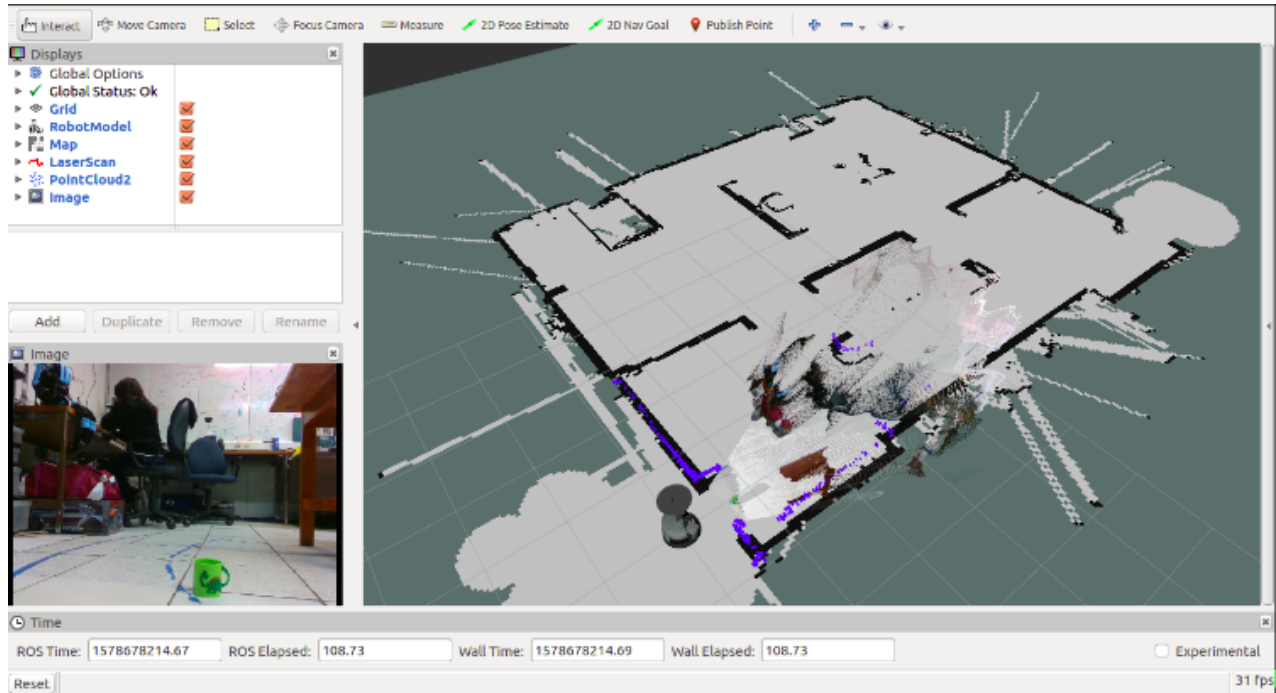 Interact Move Camera Select Focus Camera Measure 2D Pose Estimate 2D Nav Goal Publish Point
Displays
Global Options
Global Status: Ok
Grid
RobotModel
Map
LaserScan
PointCloud2
Image
Add Duplicate Remove Rename
Image
Time
ROS Time: 1578678214.67 ROS Elapsed: 108.73 Wall Time: 1578678214.69 Wall Elapsed: 108.73 Experimental
Reset 31 fps